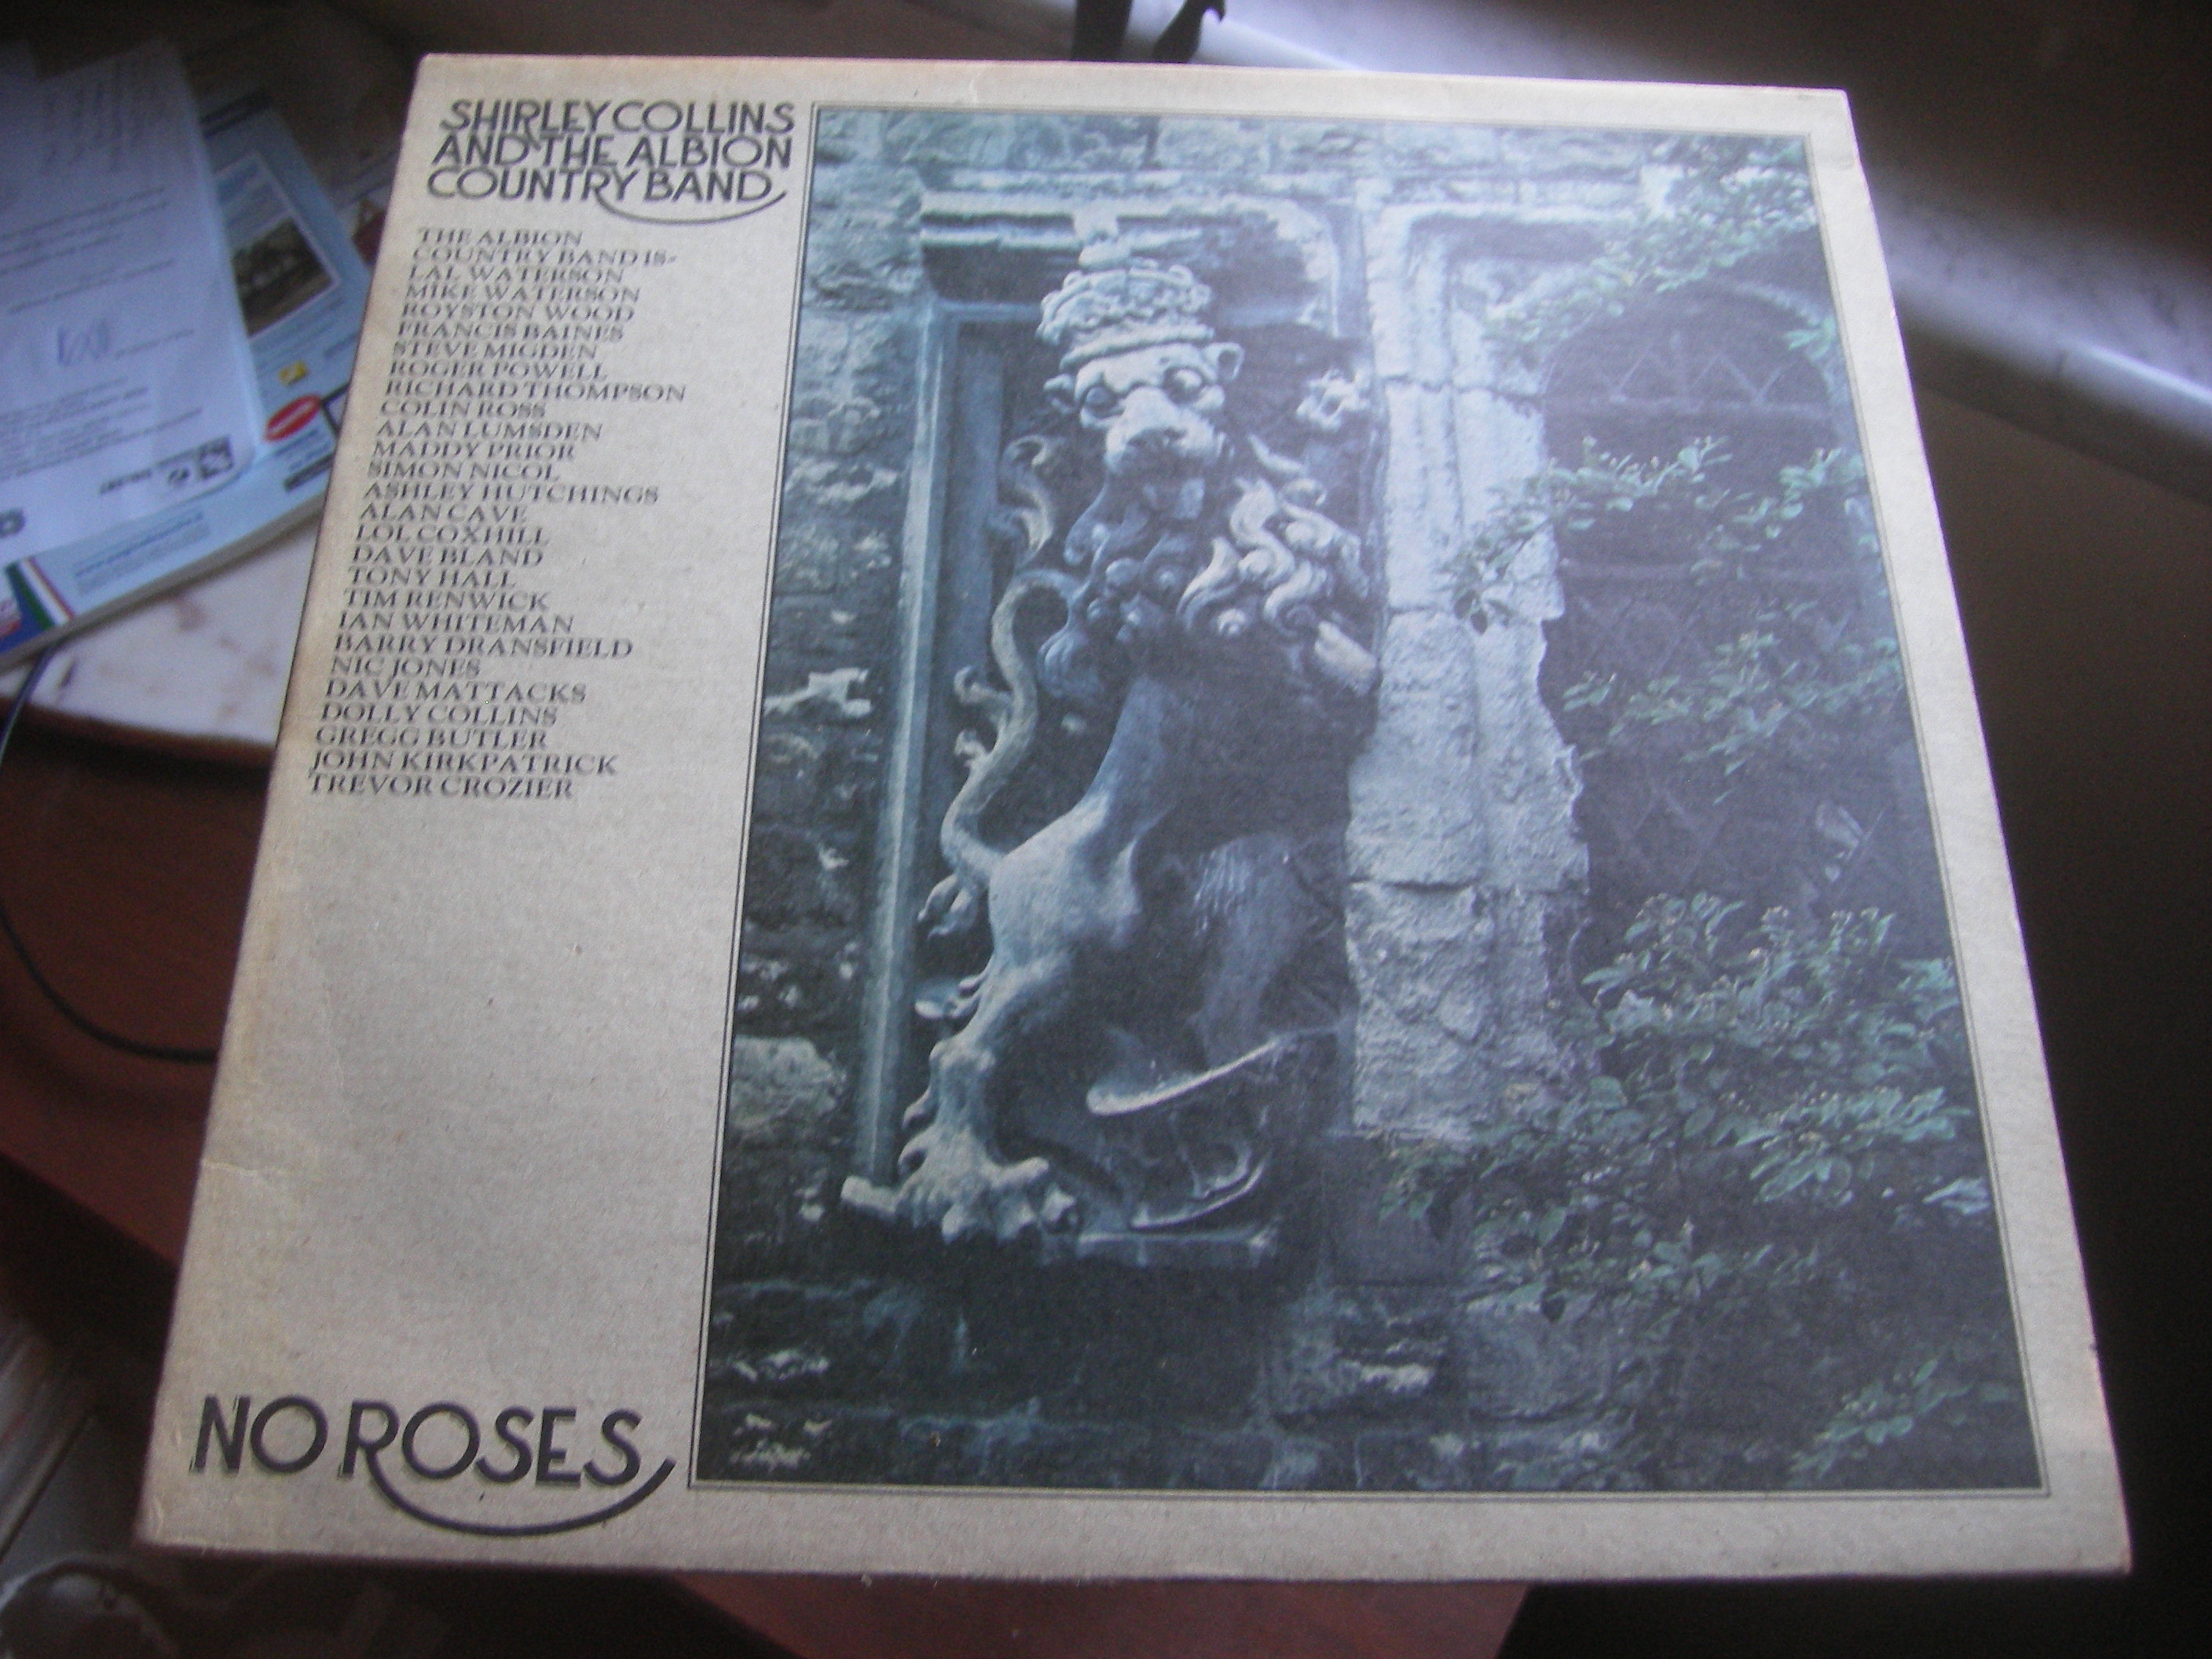 SHIRLEY COLLINS
AND THE ALBION
COUNTRY BAND
THE ALBION
COUNTRY BAND IS-
LAL WATERSON
MIKE WATERSON
ROYSTON WOOD
FRANCIS BAINES
STEVE MIGDEN
ROGER POWELL
RICHARD THOMPSON
COLIN ROSS
ALAN LUMSDEN
MADDY PRIOR
SIMON NICOL
ASHLEY HUTCHINGS
ALAN CAVE
LOL COXHILL
DAVE BLAND
TONY HALL
TIM RENWICK
IAN WHITEMAN
BARRY DRANSFIELD
NIC JONES
DAVE MATTACKS
DOLLY COLLINS
GREGG BUTLER
JOHN KIRKPATRICK
TREVOR CROZIER
NO ROSES